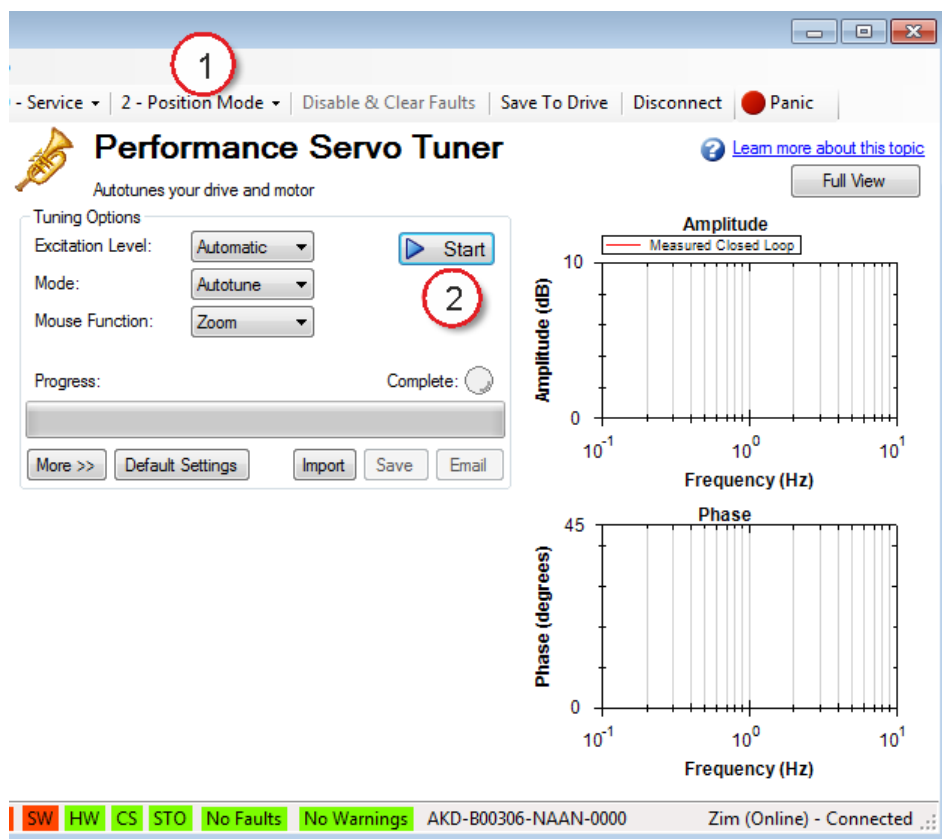 1
- Service 2 - Position Mode Disable & Clear Faults Save To Drive Disconnect Panic
Performance Servo Tuner
Learn more about this topic
Autotunes your drive and motor
Full View
Tuning Options
Excitation Level: Automatic Start
Mode: Autotune
2
Mouse Function: Zoom
Progress: Complete:
More >> Default Settings Import Save Email
Amplitude
Measured Closed Loop
10
Amplitude (dB)
0
10-1 100 101
Frequency (Hz)
Phase
45
Phase (degrees)
0
10-1 100 101
Frequency (Hz)
SW HW CS STO No Faults No Warnings AKD-B00306-NAAN-0000 Zim (Online) - Connected